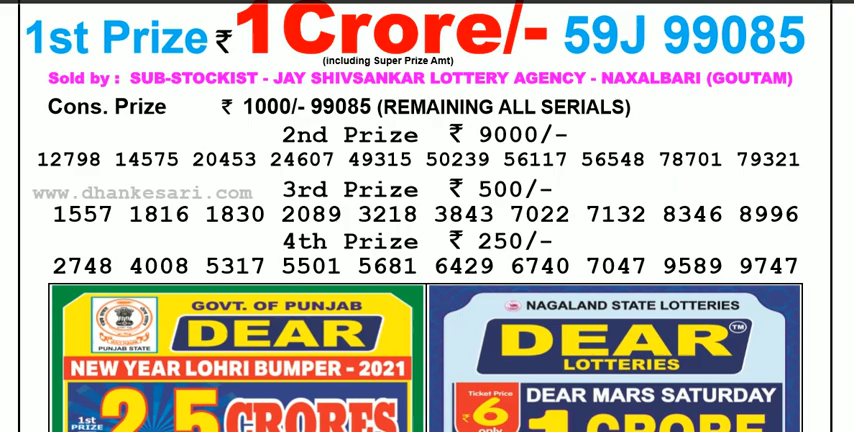 1st Prize ₹ 1Crore/- 59J 99085
(including Super Prize Amt)
Sold by : SUB-STOCKIST - JAY SHIVSANKAR LOTTERY AGENCY - NAXALBARI (GOUTAM)
Cons. Prize ₹ 1000/- 99085 (REMAINING ALL SERIALS)
2nd Prize ₹ 9000/-
12798 14575 20453 24607 49315 50239 56117 56548 78701 79321
www.dhankesari.com
3rd Prize ₹ 500/-
1557 1816 1830 2089 3218 3843 7022 7132 8346 8996
4th Prize ₹ 250/-
2748 4008 5317 5501 5681 6429 6740 7047 9589 9747
GOVT. OF PUNJAB
DEAR
PUNJAB STATE
NEW YEAR LOHRI BUMPER - 2021
1st PRIZE 2.5 CRORES
NAGALAND STATE LOTTERIES
DEAR™
LOTTERIES
Ticket Price ₹6 only
DEAR MARS SATURDAY
1 CRORE